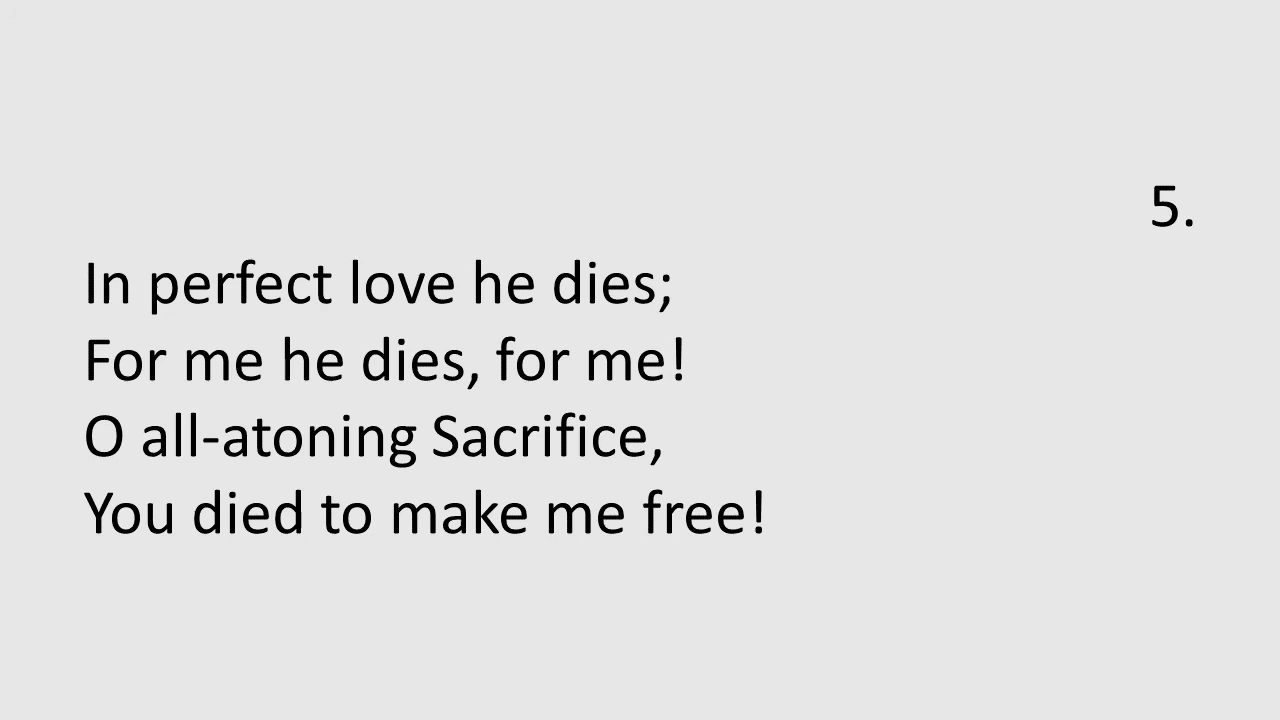 5.
In perfect love he dies;
For me he dies, for me!
O all-atoning Sacrifice,
You died to make me free!